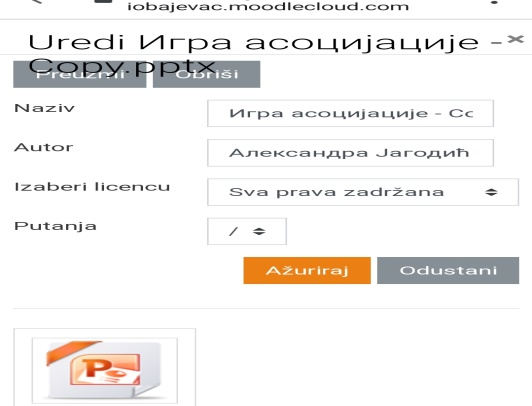 iobajevac.moodlecloud.com
Uredi Игра асоцијације - ×
Copy.pptx
Preuzmi Obriši
Naziv Игра асоцијације - Co
Autor Александра Јагодић
Izaberi licencu Sva prava zadržana
Putanja /
Ažuriraj Odustani
P